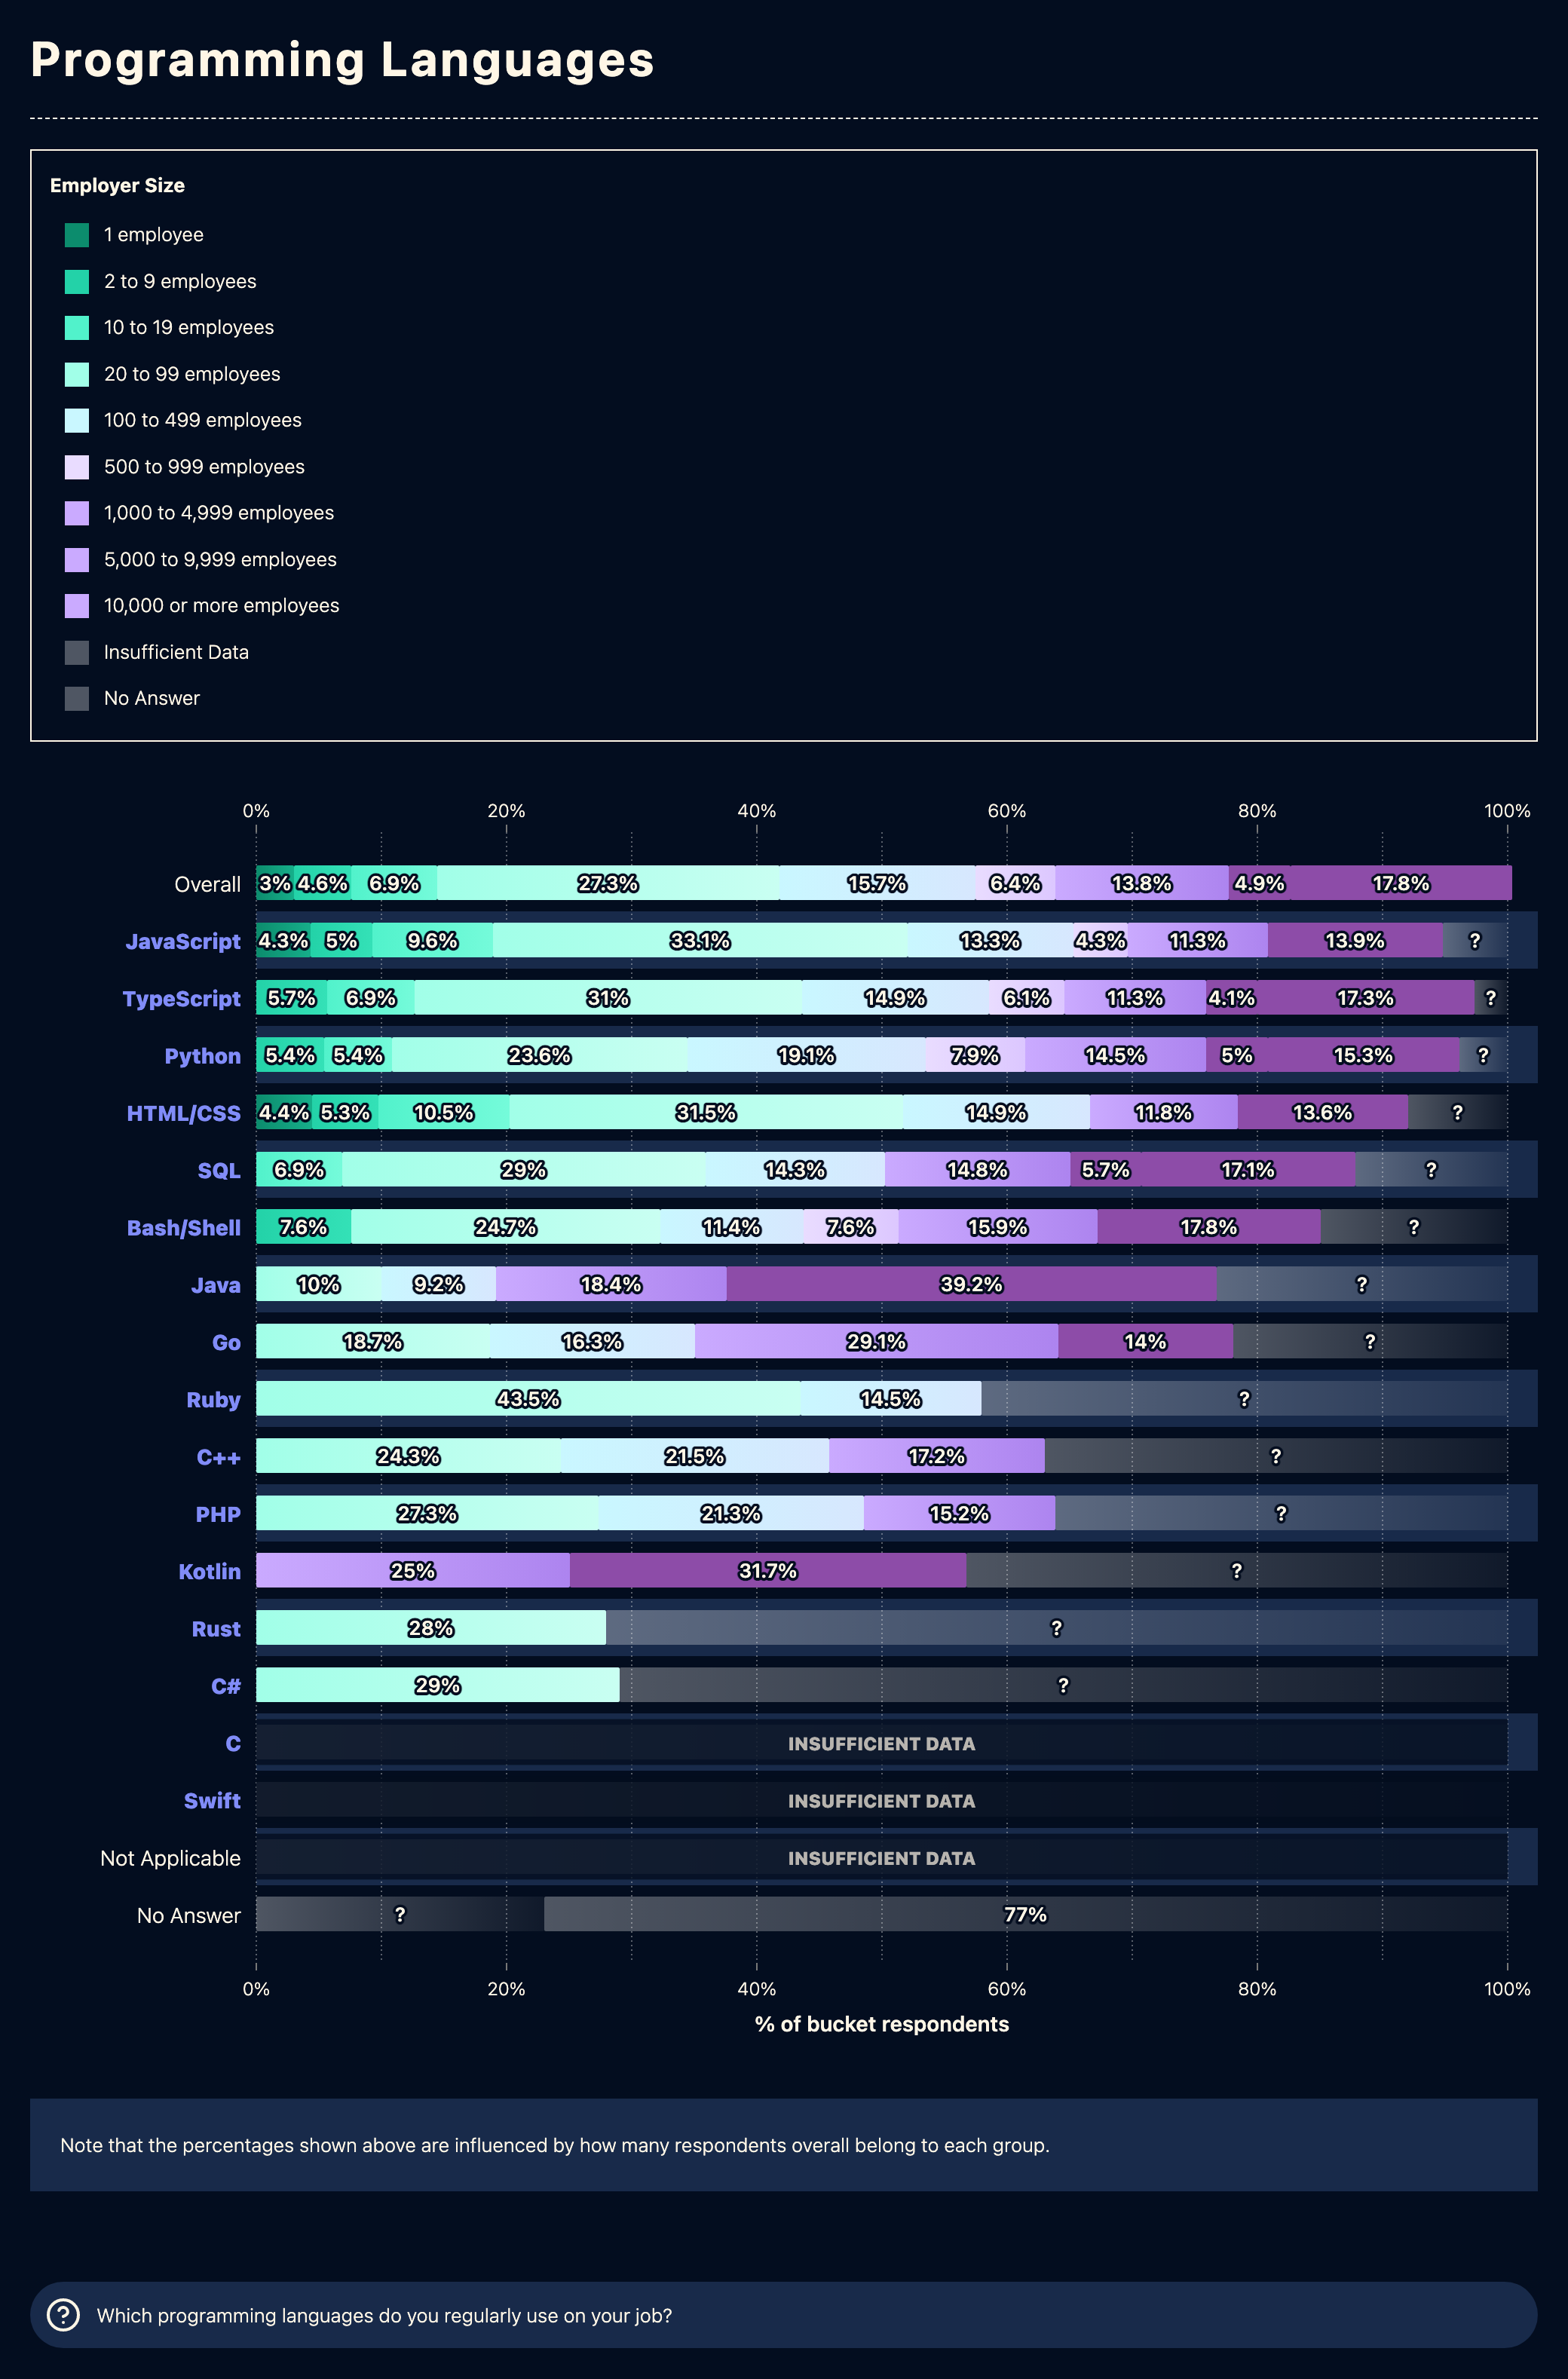 Programming Languages
Employer Size
1 employee
2 to 9 employees
10 to 19 employees
20 to 99 employees
100 to 499 employees
500 to 999 employees
1,000 to 4,999 employees
5,000 to 9,999 employees
10,000 or more employees
Insufficient Data
No Answer
0% 20% 40% 60% 80% 100%
Overall 3% 4.6% 6.9% 27.3% 15.7% 6.4% 13.8% 4.9% 17.8%
JavaScript 4.3% 5% 9.6% 33.1% 13.3% 4.3% 11.3% 13.9% ?
TypeScript 5.7% 6.9% 31% 14.9% 6.1% 11.3% 4.1% 17.3% ?
Python 5.4% 5.4% 23.6% 19.1% 7.9% 14.5% 5% 15.3% ?
HTML/CSS 4.4% 5.3% 10.5% 31.5% 14.9% 11.8% 13.6% ?
SQL 6.9% 29% 14.3% 14.8% 5.7% 17.1% ?
Bash/Shell 7.6% 24.7% 11.4% 7.6% 15.9% 17.8% ?
Java 10% 9.2% 18.4% 39.2% ?
Go 18.7% 16.3% 29.1% 14% ?
Ruby 43.5% 14.5% ?
C++ 24.3% 21.5% 17.2% ?
PHP 27.3% 21.3% 15.2% ?
Kotlin 25% 31.7% ?
Rust 28% ?
C# 29% ?
C INSUFFICIENT DATA
Swift INSUFFICIENT DATA
Not Applicable INSUFFICIENT DATA
No Answer ? 77%
0% 20% 40% 60% 80% 100%
% of bucket respondents
Note that the percentages shown above are influenced by how many respondents overall belong to each group.
? Which programming languages do you regularly use on your job?